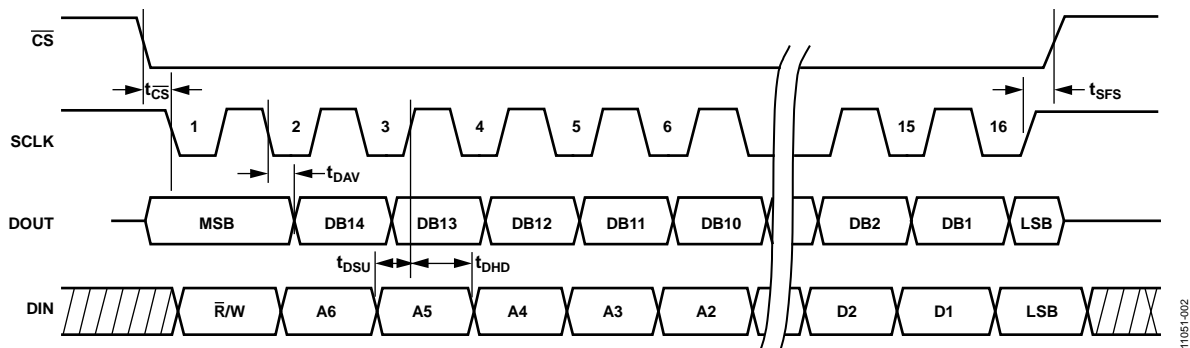 CS
tCS
tSFS
SCLK
1 2 3 4 5 6 15 16
tDAV
DOUT
MSB DB14 DB13 DB12 DB11 DB10 DB2 DB1 LSB
tDSU tDHD
DIN
R/W A6 A5 A4 A3 A2 D2 D1 LSB
11051-002